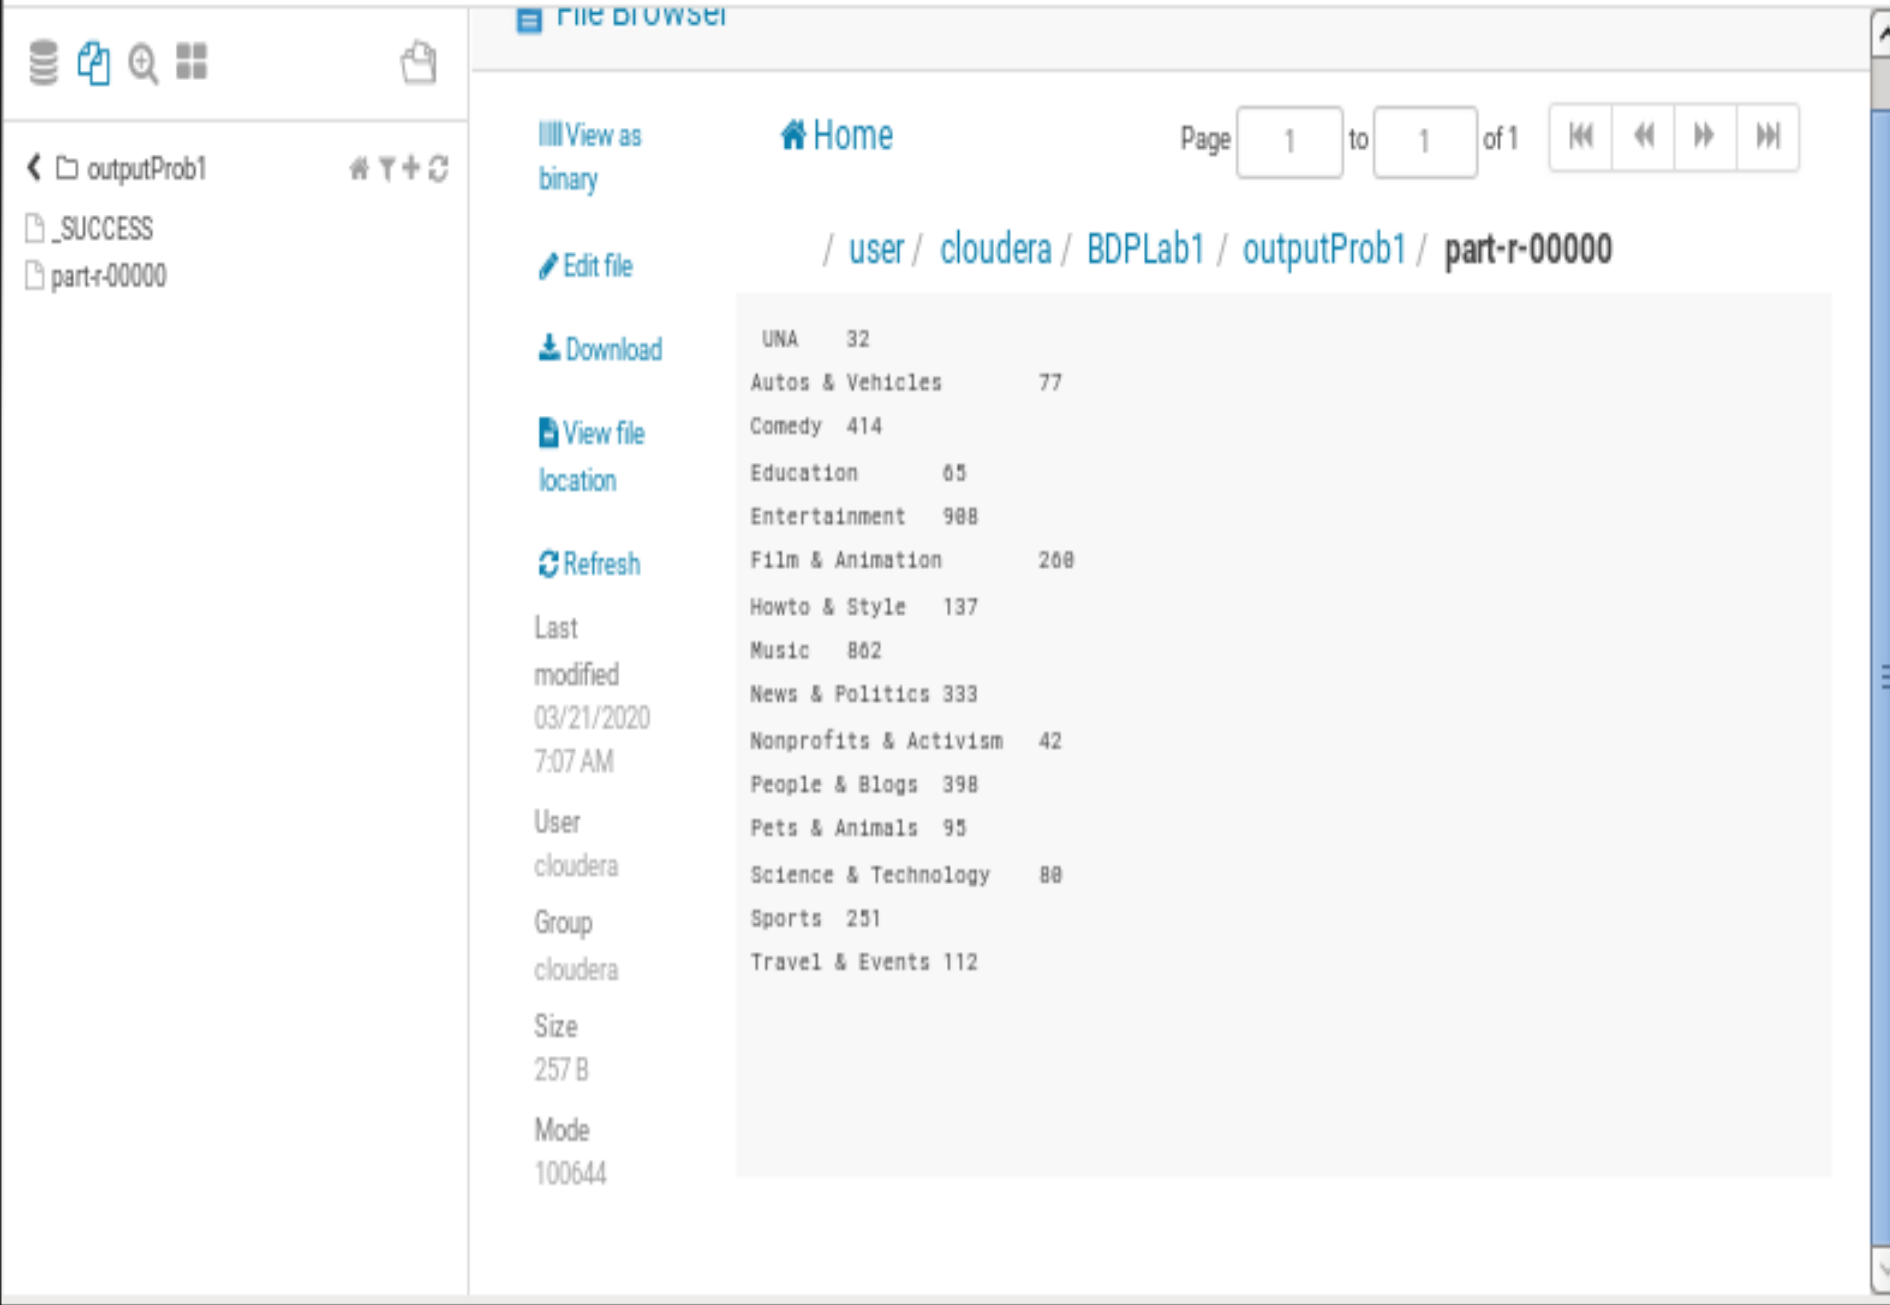 File Browser
outputProb1
_SUCCESS
part-r-00000
View as
binary
Edit file
Download
View file
location
Refresh
Last
modified
03/21/2020
7:07 AM
User
cloudera
Group
cloudera
Size
257 B
Mode
100644
Home
Page 1 to 1 of 1
/ user / cloudera / BDPLab1 / outputProb1 / part-r-00000
UNA 32
Autos & Vehicles 77
Comedy 414
Education 65
Entertainment 908
Film & Animation 260
Howto & Style 137
Music 862
News & Politics 333
Nonprofits & Activism 42
People & Blogs 398
Pets & Animals 95
Science & Technology 80
Sports 251
Travel & Events 112